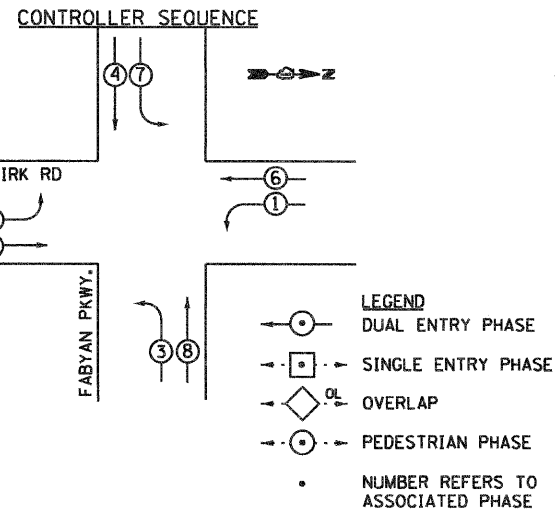 CONTROLLER SEQUENCE
4 7
Z
IRK RD
6
1
FABYAN PKWY.
3 8
LEGEND
DUAL ENTRY PHASE
SINGLE ENTRY PHASE
OL
OVERLAP
PEDESTRIAN PHASE
NUMBER REFERS TO
ASSOCIATED PHASE